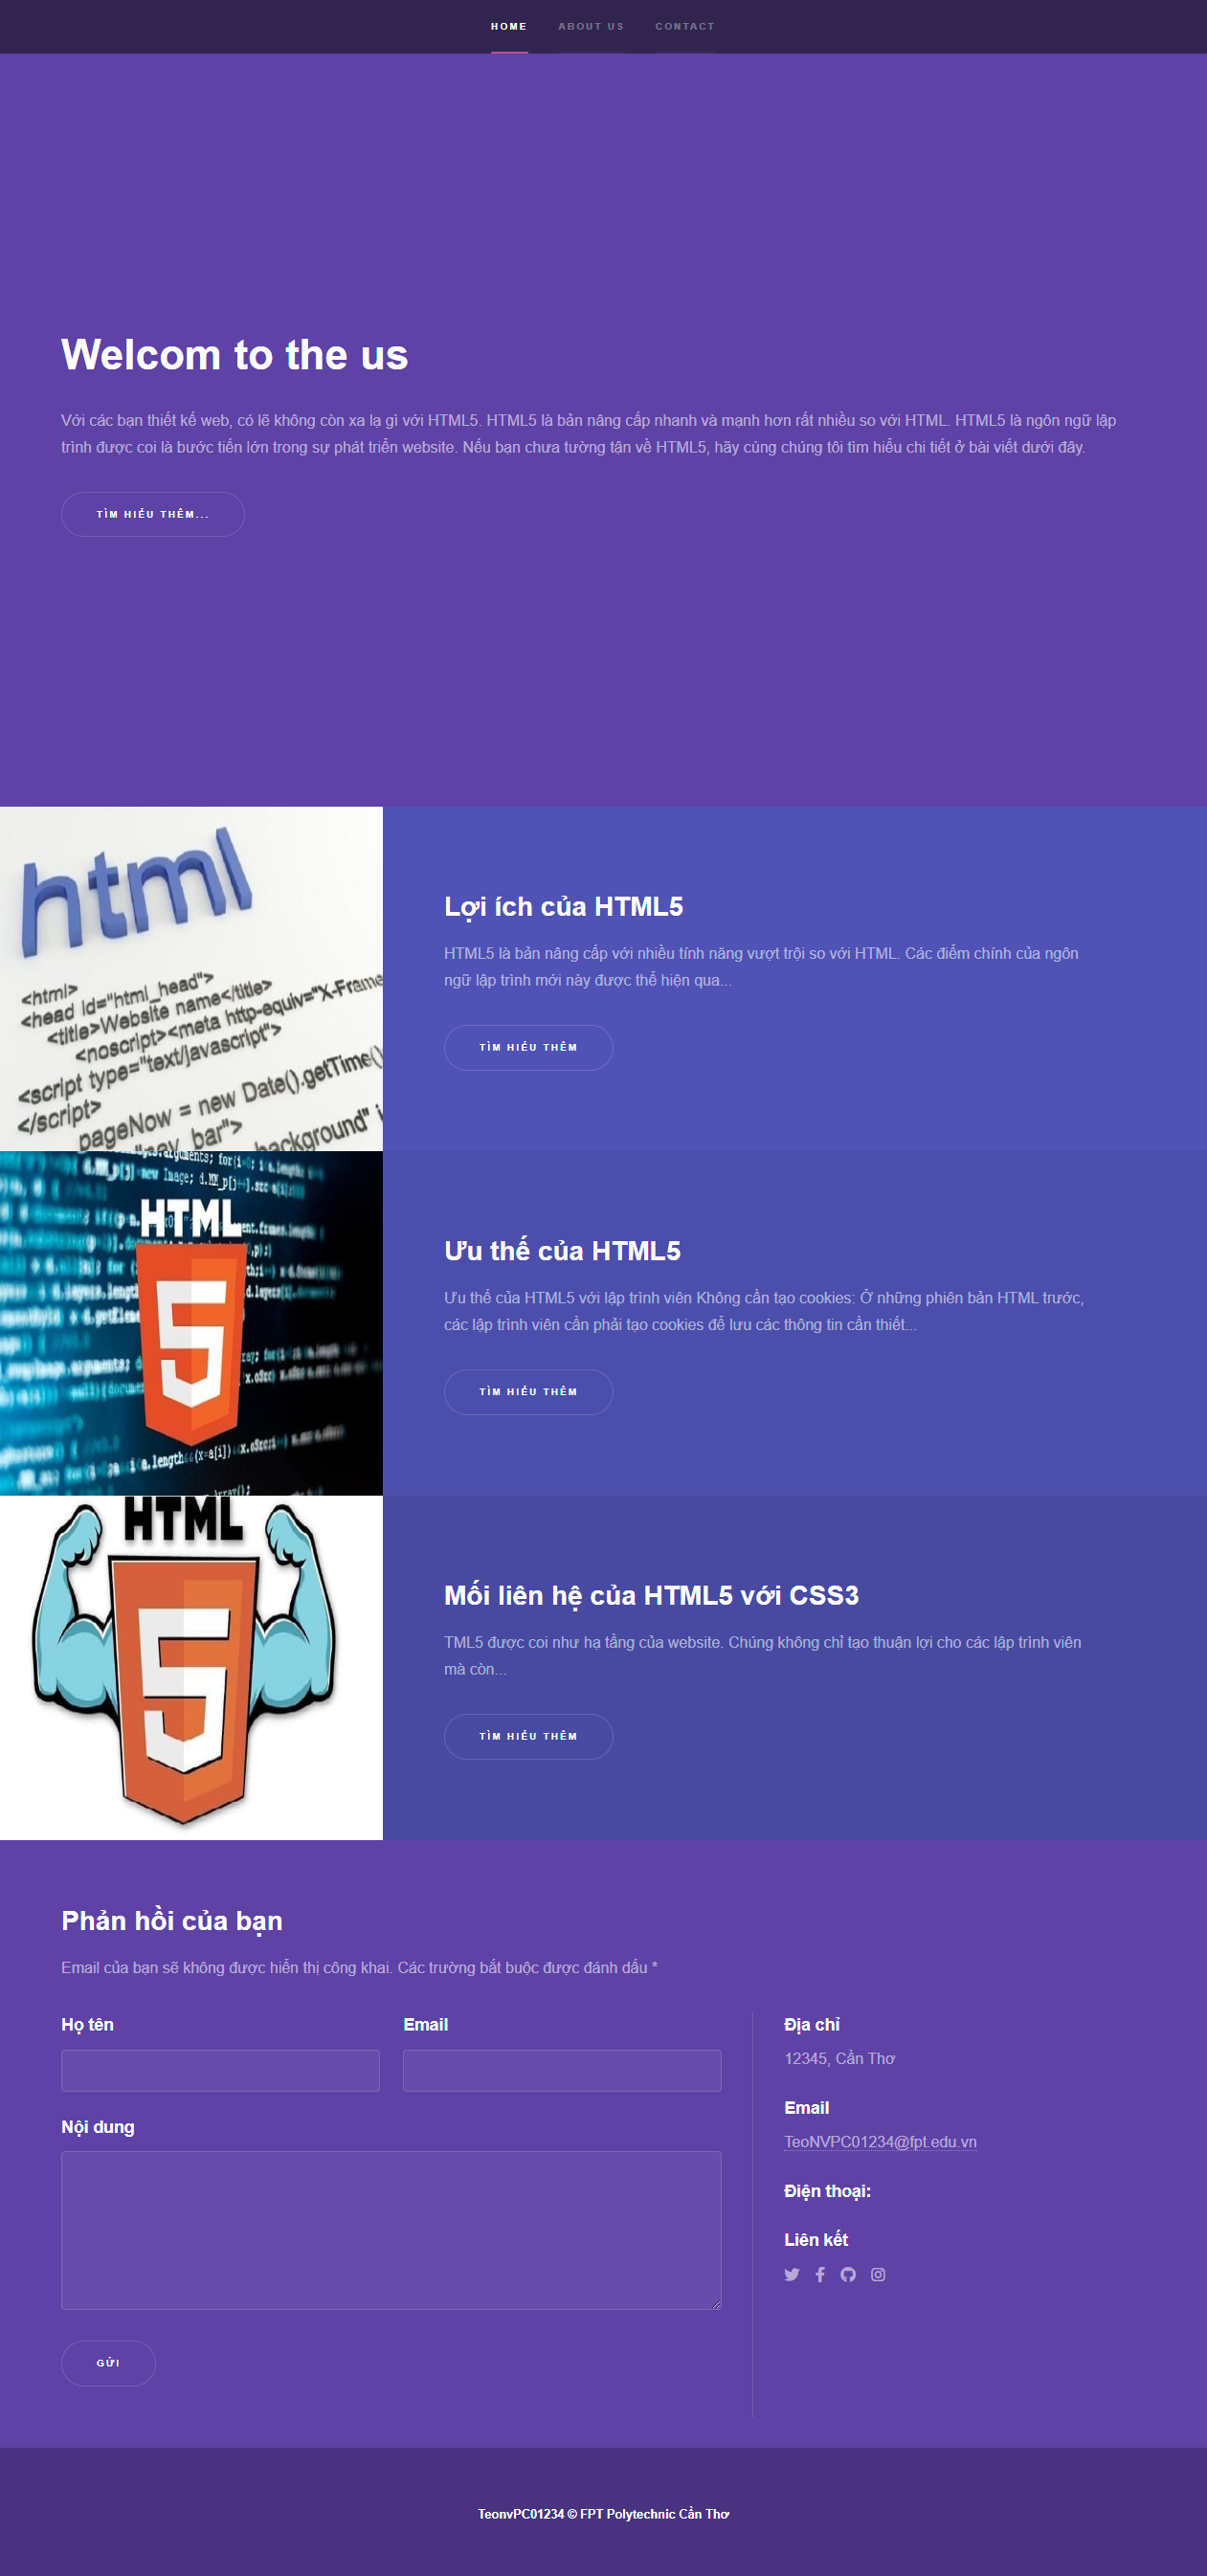 HOME ABOUT US CONTACT
Welcom to the us
Với các bạn thiết kế web, có lẽ không còn xa lạ gì với HTML5. HTML5 là bản nâng cấp nhanh và mạnh hơn rất nhiều so với HTML. HTML5 là ngôn ngữ lập
trình được coi là bước tiến lớn trong sự phát triển website. Nếu bạn chưa tường tận về HTML5, hãy cùng chúng tôi tìm hiểu chi tiết ở bài viết dưới đây.
TÌM HIỂU THÊM...
html
<html>
<head id="html_head">
<title>Website name</title>
<noscript><meta http-equiv="X-Frame
<script type="text/javascript">
</script>
pageNow = new Date().getTime()
background"
Lợi ích của HTML5
HTML5 là bản nâng cấp với nhiều tính năng vượt trội so với HTML. Các điểm chính của ngôn
ngữ lập trình mới này được thể hiện qua...
TÌM HIỂU THÊM
HTML
5
Ưu thế của HTML5
Ưu thế của HTML5 với lập trình viên Không cần tạo cookies: Ở những phiên bản HTML trước,
các lập trình viên cần phải tạo cookies để lưu các thông tin cần thiết...
TÌM HIỂU THÊM
HTML
5
Mối liên hệ của HTML5 với CSS3
TML5 được coi như hạ tầng của website. Chúng không chỉ tạo thuận lợi cho các lập trình viên
mà còn...
TÌM HIỂU THÊM
Phản hồi của bạn
Email của bạn sẽ không được hiển thị công khai. Các trường bắt buộc được đánh dấu *
Họ tên
Email
Nội dung
GỬI
Địa chỉ
12345, Cần Thơ
Email
TeoNVPC01234@fpt.edu.vn
Điện thoại:
Liên kết
TeonvPC01234 © FPT Polytechnic Cần Thơ